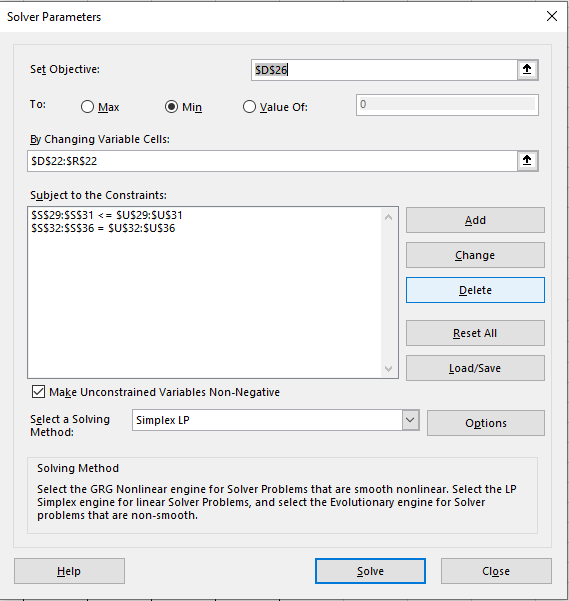 Solver Parameters
Set Objective:
$D$26
To:
Max
Min
Value Of:
0
By Changing Variable Cells:
$D$22:$R$22
Subject to the Constraints:
$S$29:$S$31 <= $U$29:$U$31
$S$32:$S$36 = $U$32:$U$36
Add
Change
Delete
Reset All
Load/Save
Make Unconstrained Variables Non-Negative
Select a Solving
Method:
Simplex LP
Options
Solving Method
Select the GRG Nonlinear engine for Solver Problems that are smooth nonlinear. Select the LP
Simplex engine for linear Solver Problems, and select the Evolutionary engine for Solver
problems that are non-smooth.
Help
Solve
Close